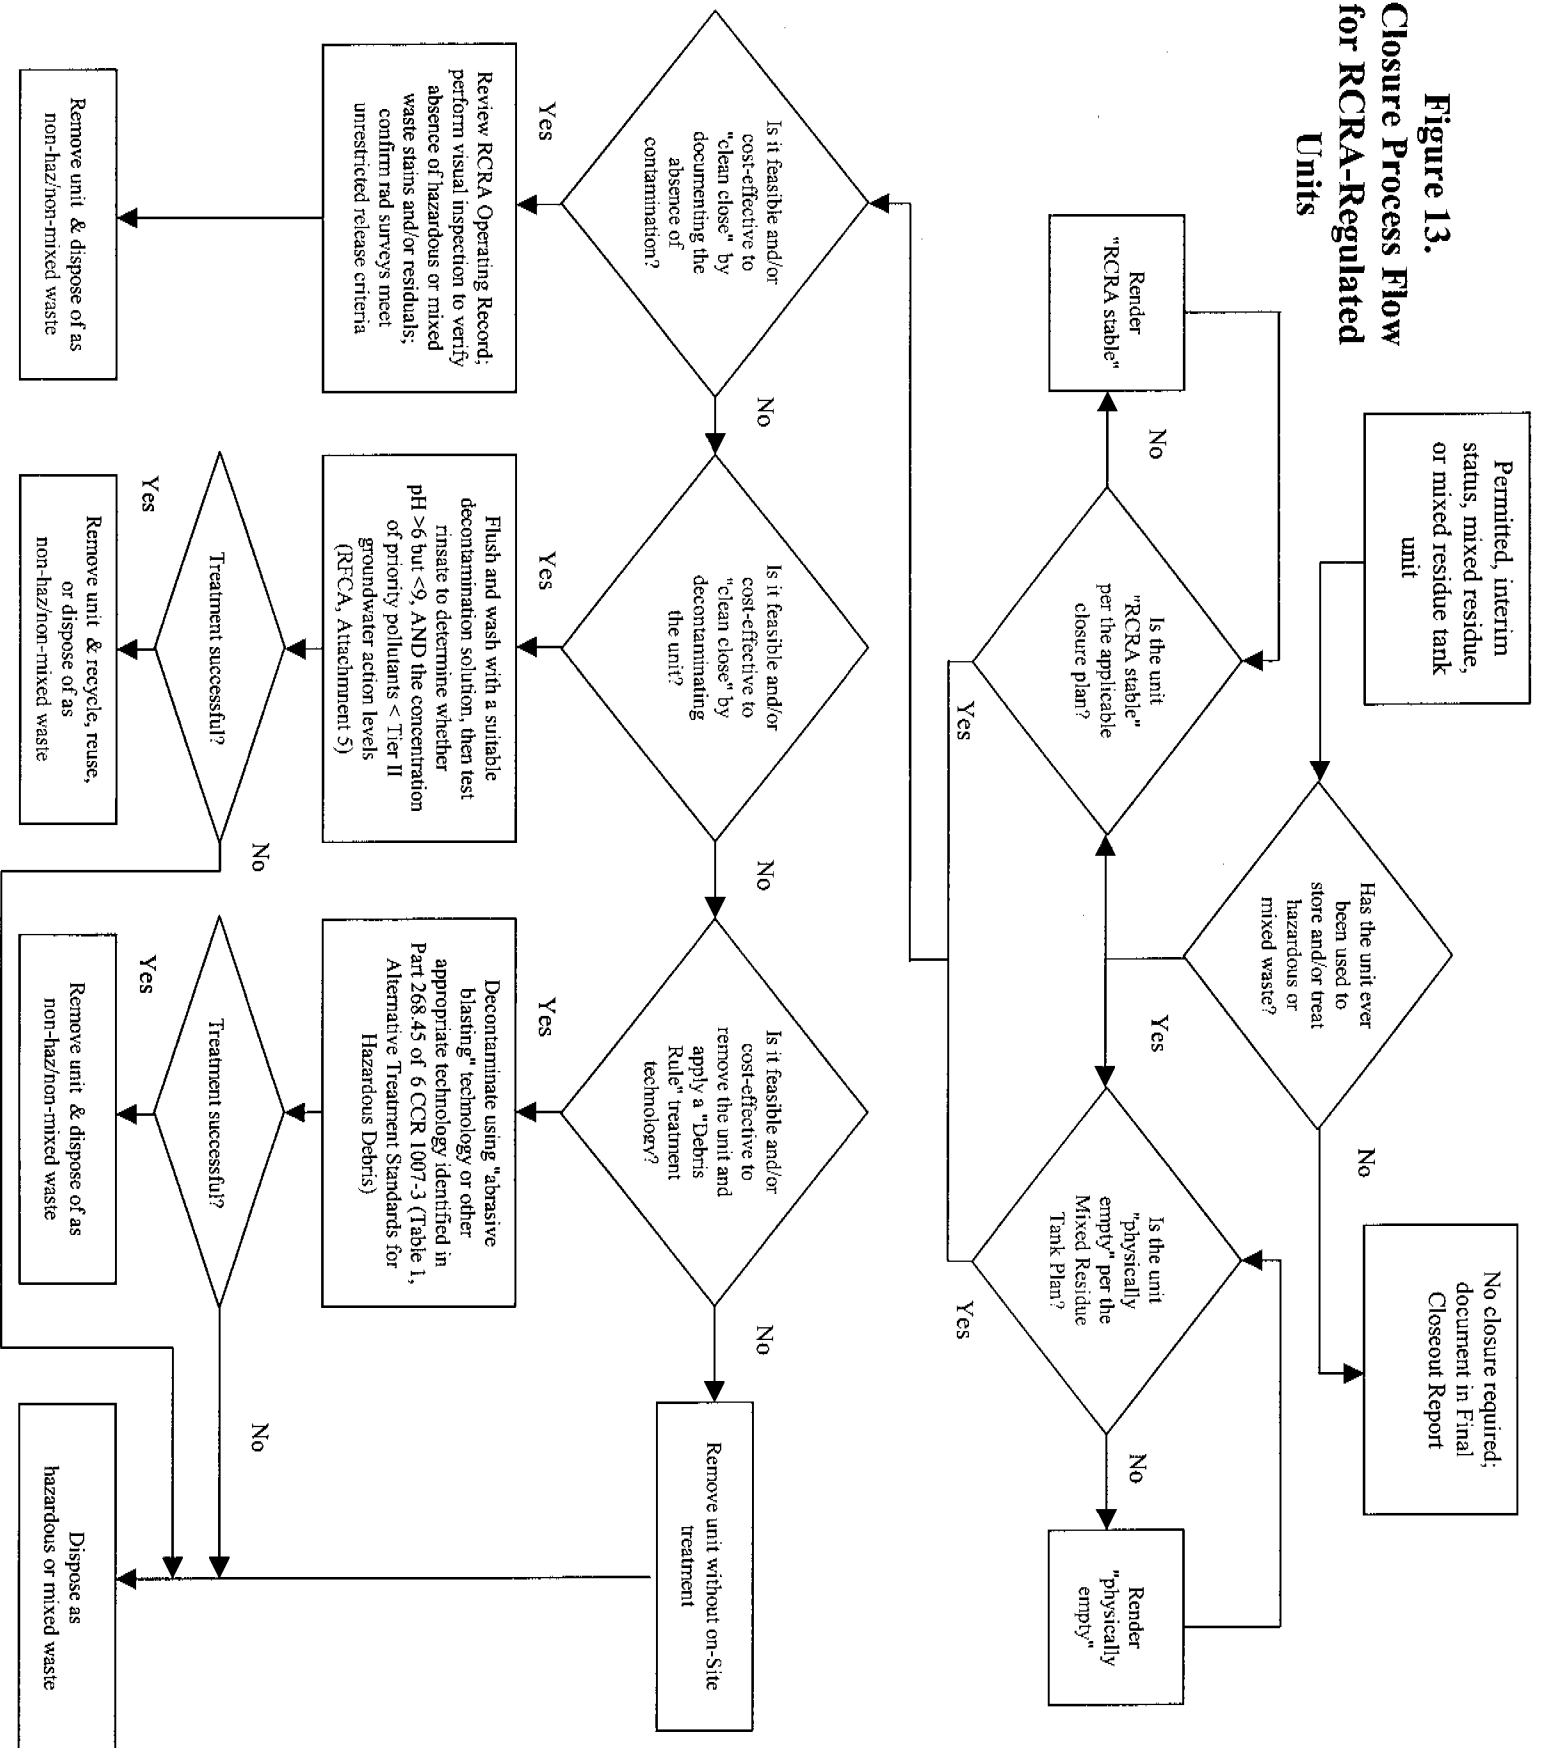 Figure 13.
Closure Process Flow
for RCRA-Regulated
Units
Permitted, interim
status, mixed residue,
or mixed residue tank
unit
Has the unit ever
been used to
store and/or treat
hazardous or
mixed waste?
No
No closure required;
document in Final
Closeout Report
Yes
Render
"RCRA stable"
No
Is the unit
"RCRA stable"
per the applicable
closure plan?
Yes
Is the unit
"physically
empty" per the
Mixed Residue
Tank Plan?
Yes
No
Render
"physically
empty"
Is it feasible and/or
cost-effective to
"clean close" by
documenting the
absence of
contamination?
No
Yes
Is it feasible and/or
cost-effective to
"clean close" by
decontaminating
the unit?
No
Yes
Is it feasible and/or
cost-effective to
remove the unit and
apply a "Debris
Rule" treatment
technology?
No
Yes
Remove unit without on-Site
treatment
Review RCRA Operating Record;
perform visual inspection to verify
absence of hazardous or mixed
waste stains and/or residuals;
confirm rad surveys meet
unrestricted release criteria
Flush and wash with a suitable
decontamination solution, then test
rinsate to determine whether
pH >6 but <9, AND the concentration
of priority pollutants < Tier II
groundwater action levels
(RFCA, Attachmnent 5)
Decontaminate using "abrasive
blasting" technology or other
appropriate technology identified in
Part 268.45 of 6 CCR 1007-3 (Table 1,
Alternative Treatment Standards for
Hazardous Debris)
Treatment successful?
No
Yes
Treatment successful?
No
Yes
Remove unit & dispose of as
non-haz/non-mixed waste
Remove unit & recycle, reuse,
or dispose of as
non-haz/non-mixed waste
Remove unit & dispose of as
non-haz/non-mixed waste
Dispose as
hazardous or mixed waste